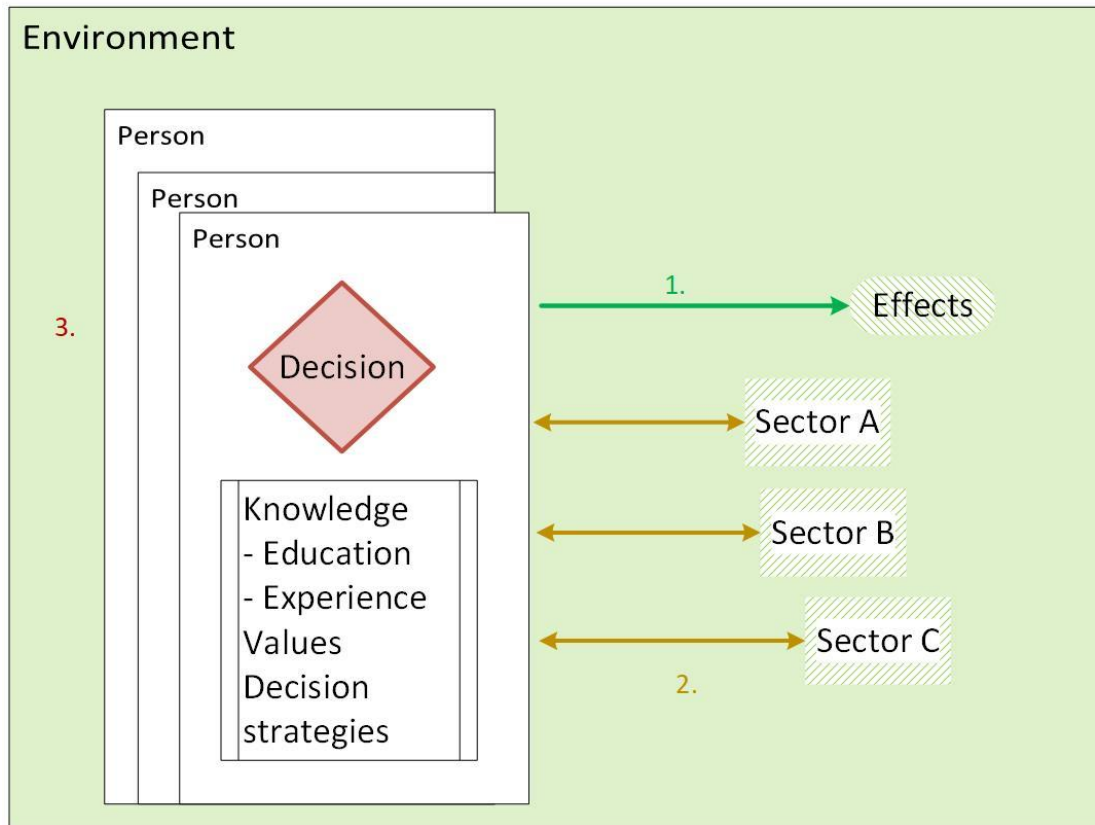 Environment
Person
Person
Person
1.
Effects
3.
Decision
Sector A
Knowledge
- Education
- Experience
Values
Decision
strategies
Sector B
Sector C
2.